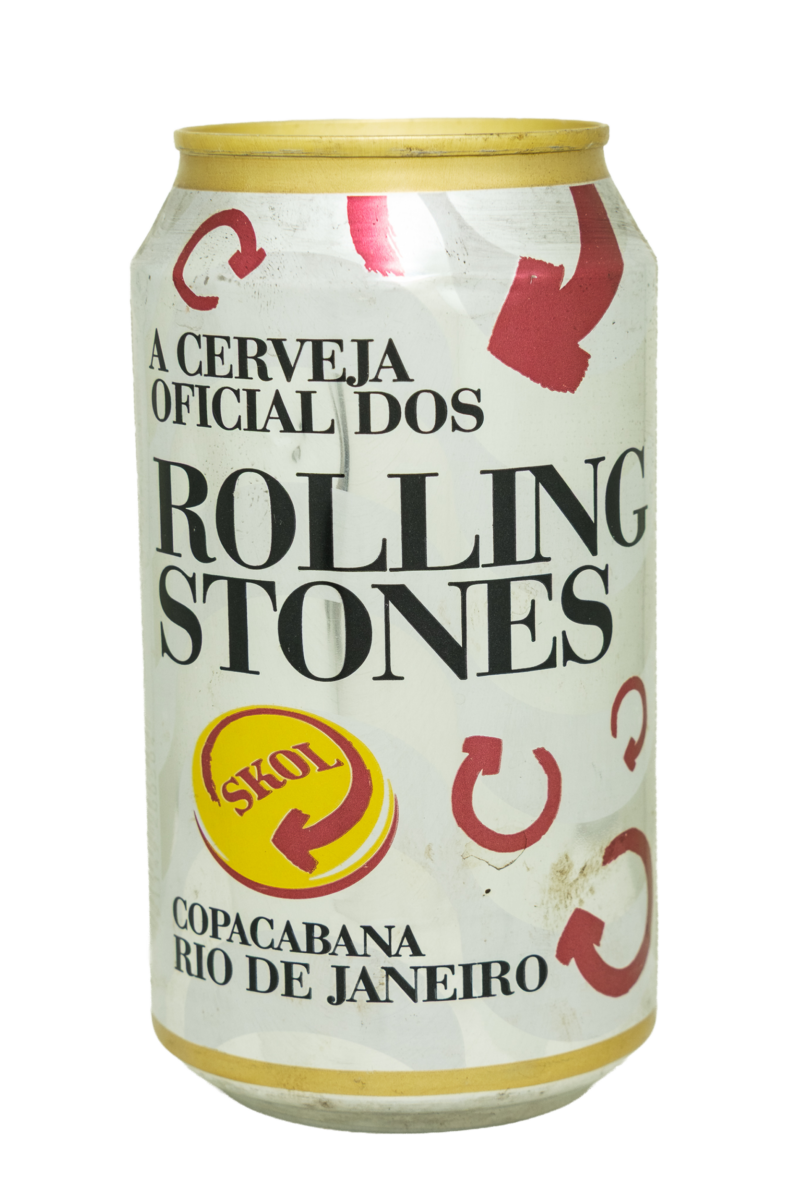 A CERVEJA
OFICIAL DOS
ROLLING
STONES
SKOL
COPACABANA
RIO DE JANEIRO